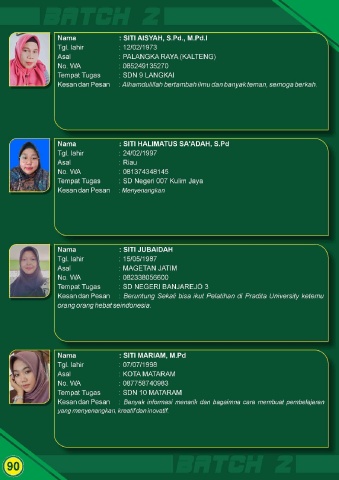 BATCH 2
Nama : SITI AISYAH, S.Pd., M.Pd.I
Tgl. lahir : 12/02/1973
Asal : PALANGKA RAYA (KALTENG)
No. WA : 085249135270
Tempat Tugas : SDN 9 LANGKAI
Kesan dan Pesan : Alhamdulillah bertambah ilmu dan banyak teman, semoga berkah.
Nama : SITI HALIMATUS SA'ADAH, S.Pd
Tgl. lahir : 24/02/1997
Asal : Riau
No. WA : 081374348145
Tempat Tugas : SD Negeri 007 Kulim Jaya
Kesan dan Pesan : Menyenangkan
Nama : SITI JUBAIDAH
Tgl. lahir : 15/05/1987
Asal : MAGETAN JATIM
No. WA : 082338056600
Tempat Tugas : SD NEGERI BANJAREJO 3
Kesan dan Pesan : Beruntung Sekali bisa ikut Pelatihan di Pradita University ketemu
orang orang hebat seindonesia.
Nama : SITI MARIAM, M.Pd
Tgl. lahir : 07/07/1998
Asal : KOTA MATARAM
No. WA : 087758740983
Tempat Tugas : SDN 10 MATARAM
Kesan dan Pesan : Banyak informasi menarik dan bagaimna cara membuat pembelajaran
yang menyenangkan, kreatif dan inovatif.
90
BATCH 2